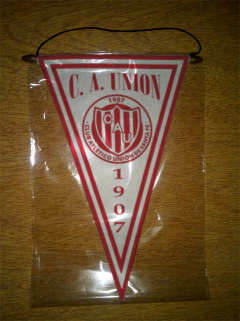 C. A. UNION
1907
CAU
CLUB ATLETICO UNION DE SANTA FE
1907